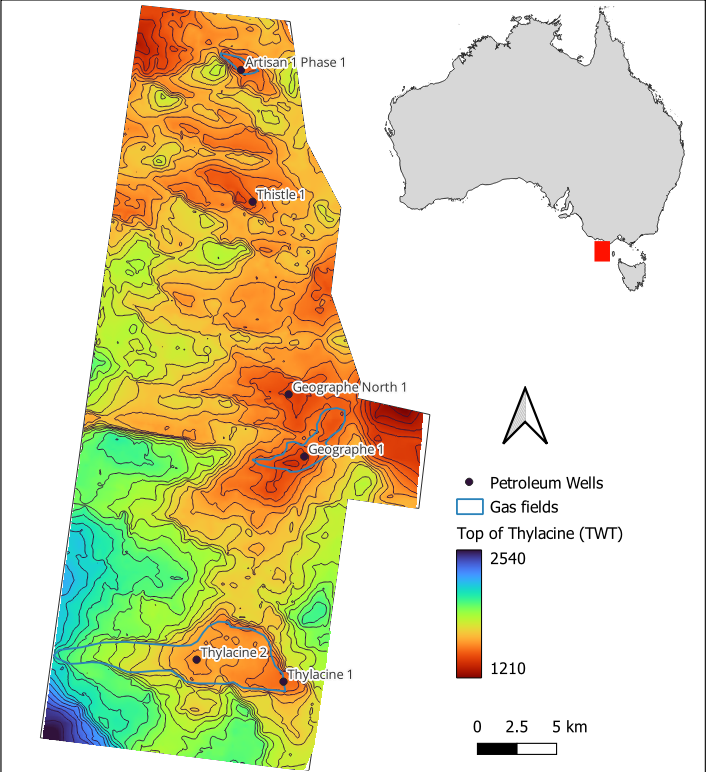 Artisan 1 Phase 1
Thistle 1
Geographe North 1
Geographe 1
Thylacine 2
Thylacine 1
Petroleum Wells
Gas fields
Top of Thylacine (TWT)
2540
1210
0 2.5 5 km